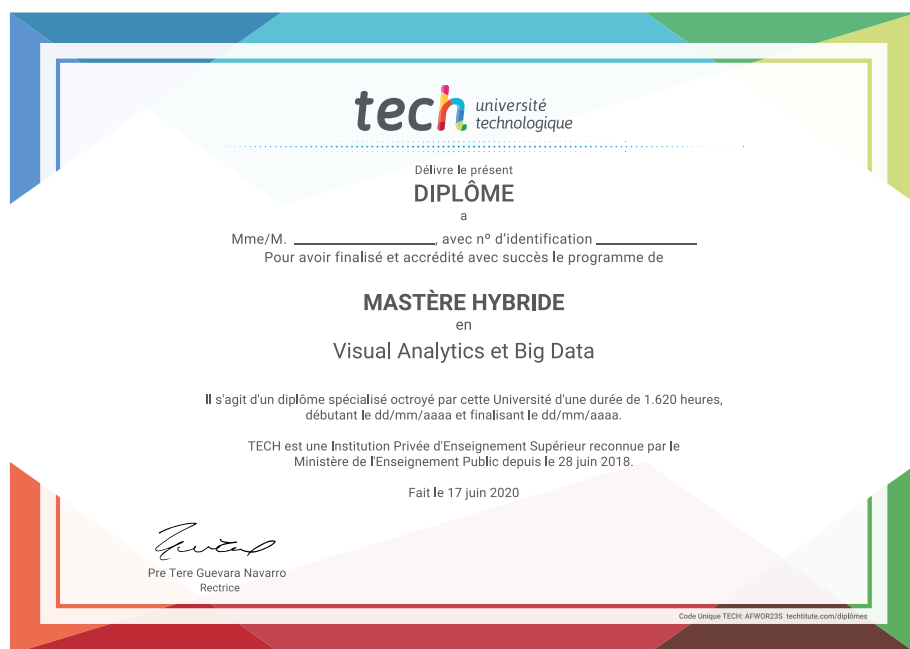 tech université
technologique
Délivre le présent
DIPLÔME
a
Mme/M. ____________________, avec nº d'identification ______________
Pour avoir finalisé et accrédité avec succès le programme de
MASTÈRE HYBRIDE
en
Visual Analytics et Big Data
Il s'agit d'un diplôme spécialisé octroyé par cette Université d'une durée de 1.620 heures,
débutant le dd/mm/aaaa et finalisant le dd/mm/aaaa.
TECH est une Institution Privée d'Enseignement Supérieur reconnue par le
Ministère de l'Enseignement Public depuis le 28 juin 2018.
Fait le 17 juin 2020
Pre Tere Guevara Navarro
Rectrice
Code Unique TECH: AFWOR23S techtitute.com/diplômes